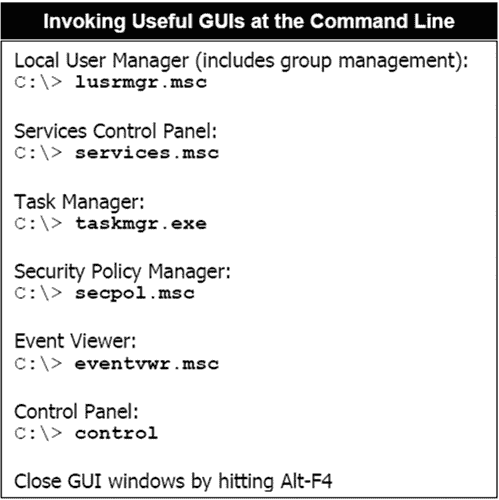 Invoking Useful GUIs at the Command Line
Local User Manager (includes group management):
C:\> lusrmgr.msc
Services Control Panel:
C:\> services.msc
Task Manager:
C:\> taskmgr.exe
Security Policy Manager:
C:\> secpol.msc
Event Viewer:
C:\> eventvwr.msc
Control Panel:
C:\> control
Close GUI windows by hitting Alt-F4